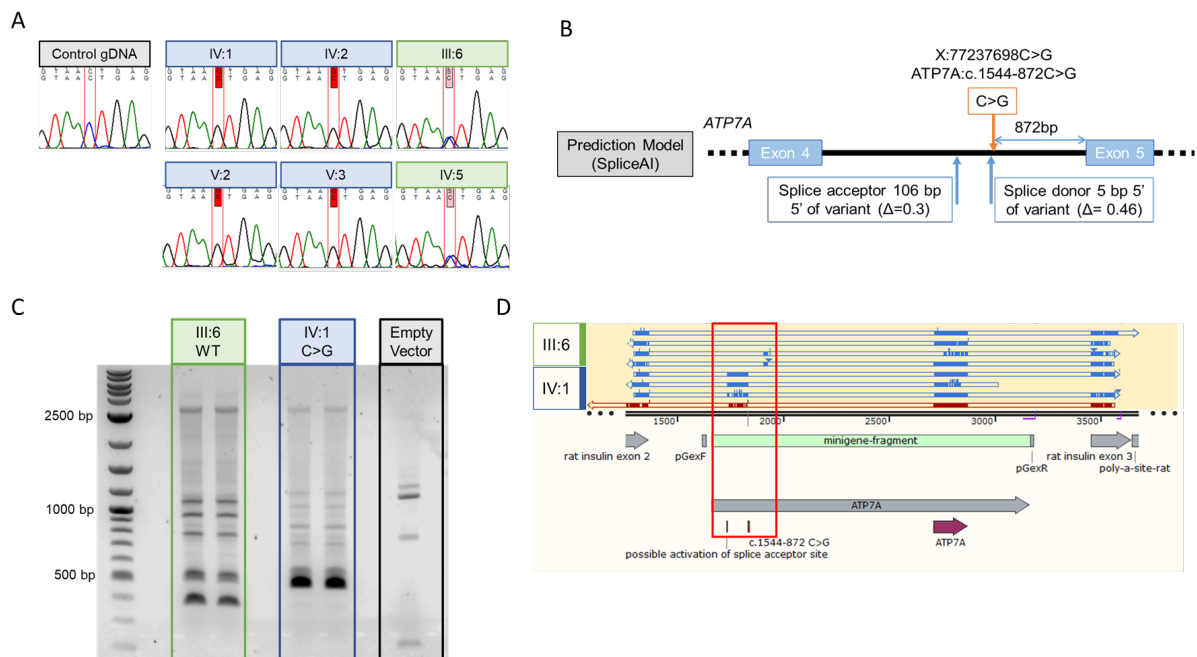 A
Control gDNA
G T A A C T G A G
G T A A C T G A G
IV:1
G T A A G T G A G
G T A A C T G A G
IV:2
G T A A G T G A G
G T A A C T G A G
III:6
G T A A S T G A G
G T A A C T G A G
V:2
G T A A G T G A G
G T A A C T G A G
V:3
G T A A G T G A G
G T A A C T G A G
IV:5
G T A A S T G A G
G T A A C T G A G
B
X:77237698C>G
ATP7A:c.1544-872C>G
C>G
872bp
ATP7A
Prediction Model
(SpliceAI)
Exon 4
Exon 5
Splice acceptor 106 bp
5' of variant (Δ=0.3)
Splice donor 5 bp 5'
of variant (Δ= 0.46)
C
III:6
WT
IV:1
C>G
Empty
Vector
2500 bp
1000 bp
500 bp
D
III:6
IV:1
1500
2000
2500
3000
3500
minigene-fragment
rat insulin exon 2
pGexF
pGexR
rat insulin exon 3
poly-a-site-rat
ATP7A
c.1544-872 C>G
possible activation of splice acceptor site
ATP7A